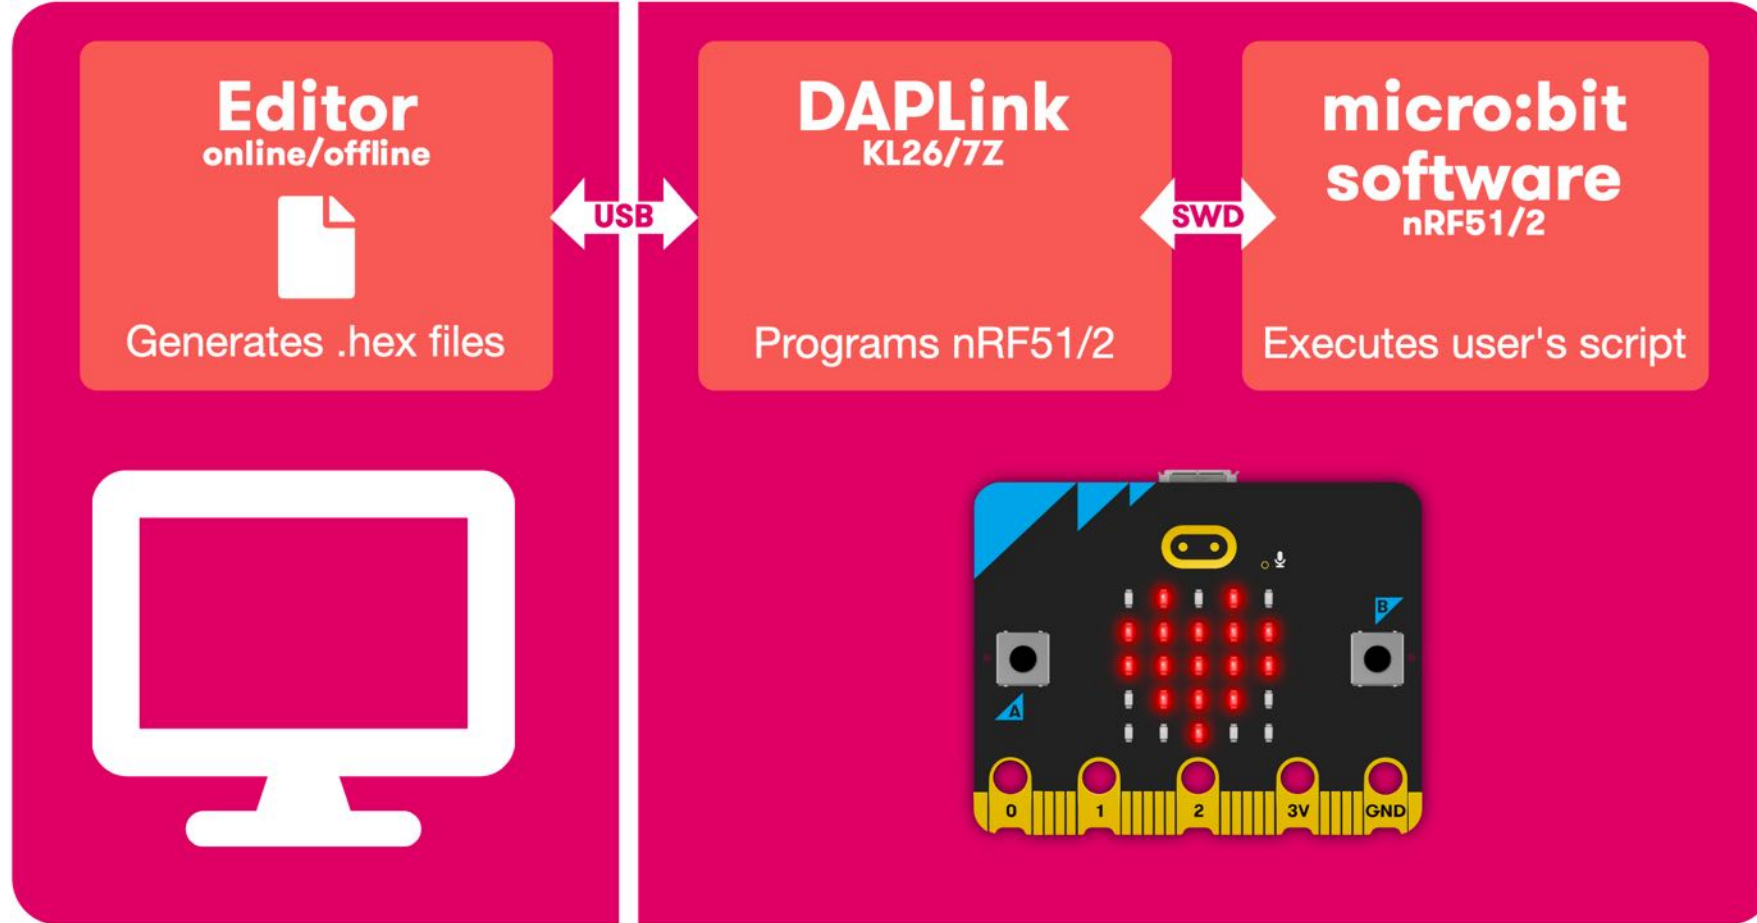 Editor
online/offline
Generates .hex files
USB
DAPLink
KL26/7Z
Programs nRF51/2
SWD
micro:bit
software
nRF51/2
Executes user's script
A
B
0 1 2 3V GND